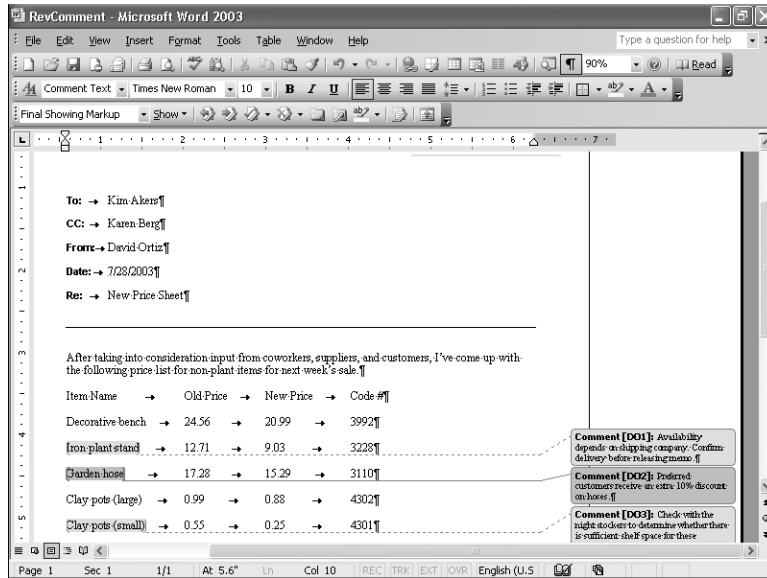 RevComment - Microsoft Word 2003
File Edit View Insert Format Tools Table Window Help Type a question for help
90% Read
Comment Text Times New Roman 10 B I U
Final Showing Markup Show
1 2 3 4 5 6 7
To: → Kim·Akers¶
CC: → Karen·Berg¶
From:→ David·Ortiz¶
Date: → 7/28/2003¶
Re: → New·Price·Sheet¶
After·taking·into·consideration·input·from·coworkers,·suppliers,·and·customers,·I've·come·up·with·
the·following·price·list·for·non-plant·items·for·next·week's·sale.¶
Item·Name → Old·Price → New·Price → Code·#¶
Decorative·bench → 24.56 → 20.99 → 3992¶
Iron·plant·stand → 12.71 → 9.03 → 3228¶
Garden·hose → 17.28 → 15.29 → 3110¶
Clay·pots·(large) → 0.99 → 0.88 → 4302¶
Clay·pots·(small) → 0.55 → 0.25 → 4301¶
Comment [DO1]: Availability·
depends·on·shipping·company.·Confirm·
delivery·before·releasing·memo.¶
Comment [DO2]: Preferred·
customers·receive·an·extra·10%·discount·
on·hoses.¶
Comment [DO3]: Check·with·the·
night·stockers·to·determine·whether·there·
is·sufficient·shelf·space·for·these·
Page 1 Sec 1 1/1 At 5.6" Ln Col 10 REC TRK EXT OVR English (U.S